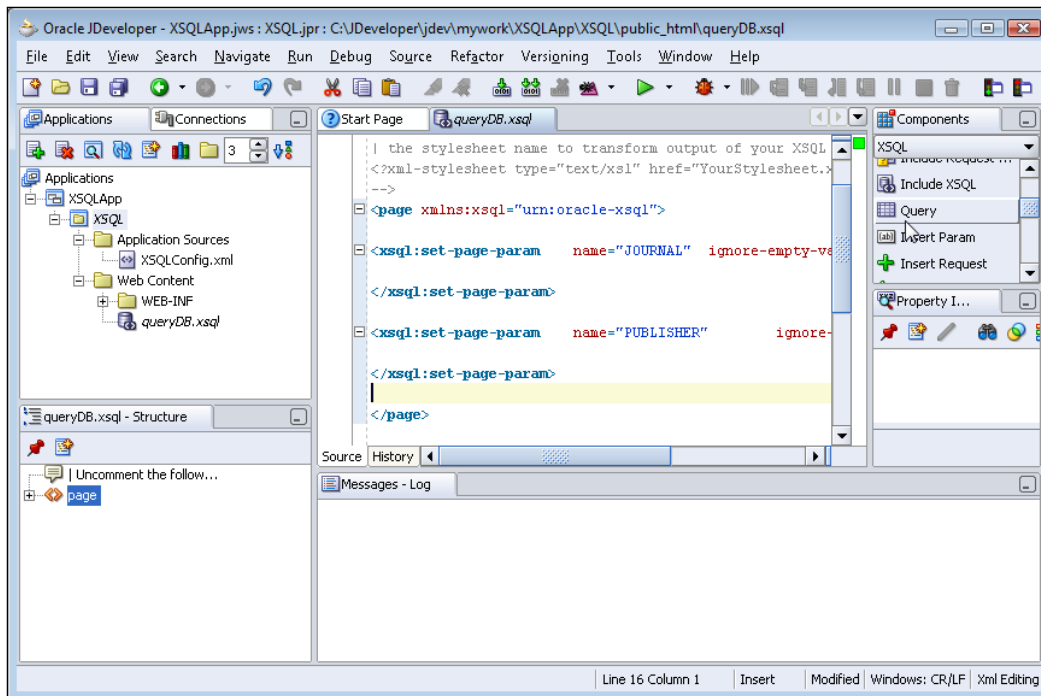 Oracle JDeveloper - XSQLApp.jws : XSQL.jpr : C:\JDeveloper\jdev\mywork\XSQLApp\XSQL\public_html\queryDB.xsql
File Edit View Search Navigate Run Debug Source Refactor Versioning Tools Window Help
Applications Connections
3
Applications
XSQLApp
XSQL
Application Sources
XSQLConfig.xml
Web Content
WEB-INF
queryDB.xsql
queryDB.xsql - Structure
| Uncomment the follow...
page
Start Page queryDB.xsql
| the stylesheet name to transform output of your XSQL
<?xml-stylesheet type="text/xsl" href="YourStylesheet.x
-->
<page xmlns:xsql="urn:oracle-xsql">
<xsql:set-page-param name="JOURNAL" ignore-empty-va
</xsql:set-page-param>
<xsql:set-page-param name="PUBLISHER" ignore-
</xsql:set-page-param>
</page>
Source History
Messages - Log
Components
XSQL
Include Request ...
Include XSQL
Query
Insert Param
Insert Request
Property I...
Line 16 Column 1 Insert Modified Windows: CR/LF Xml Editing